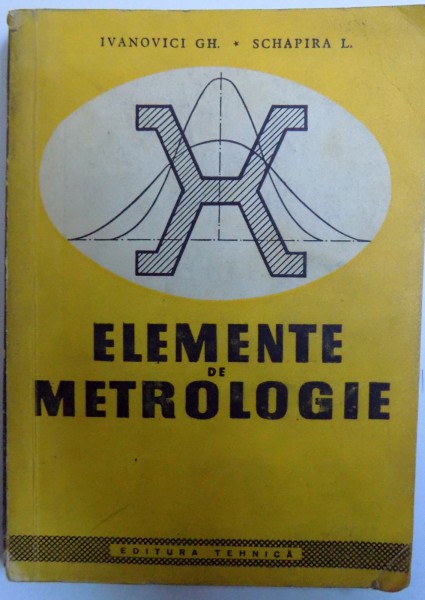 IVANOVICI GH. * SCHAPIRA L.
ELEMENTE
DE
METROLOGIE
EDITURA TEHNICĂ